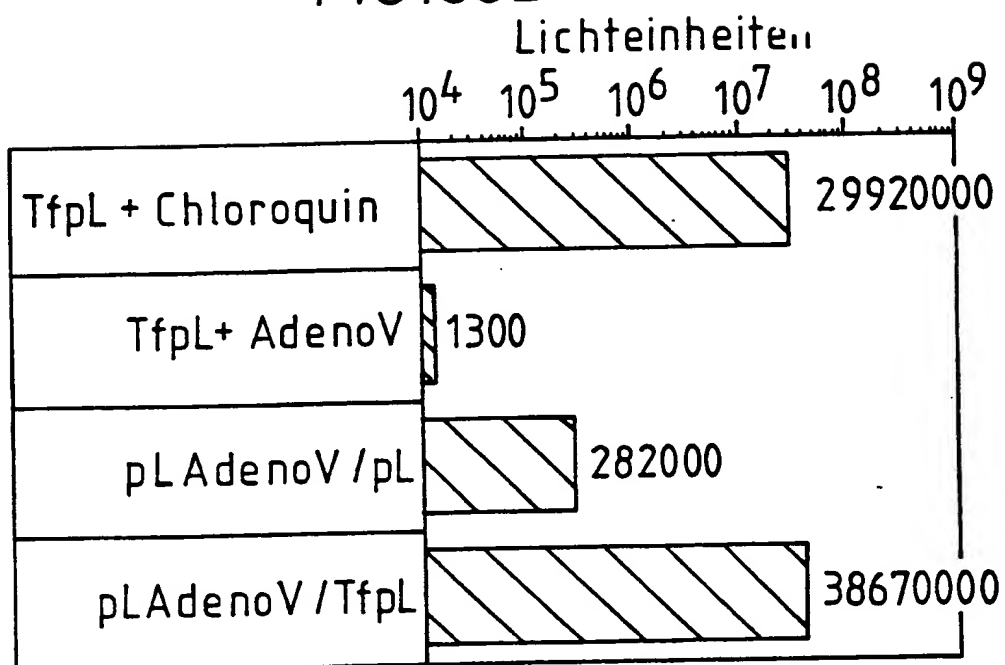 Lichteinheiten
10^4 10^5 10^6 10^7 10^8 10^9
TfpL + Chloroquin 29920000
TfpL+ AdenoV 1300
pLAdenoV/pL 282000
pLAdenoV/TfpL 38670000